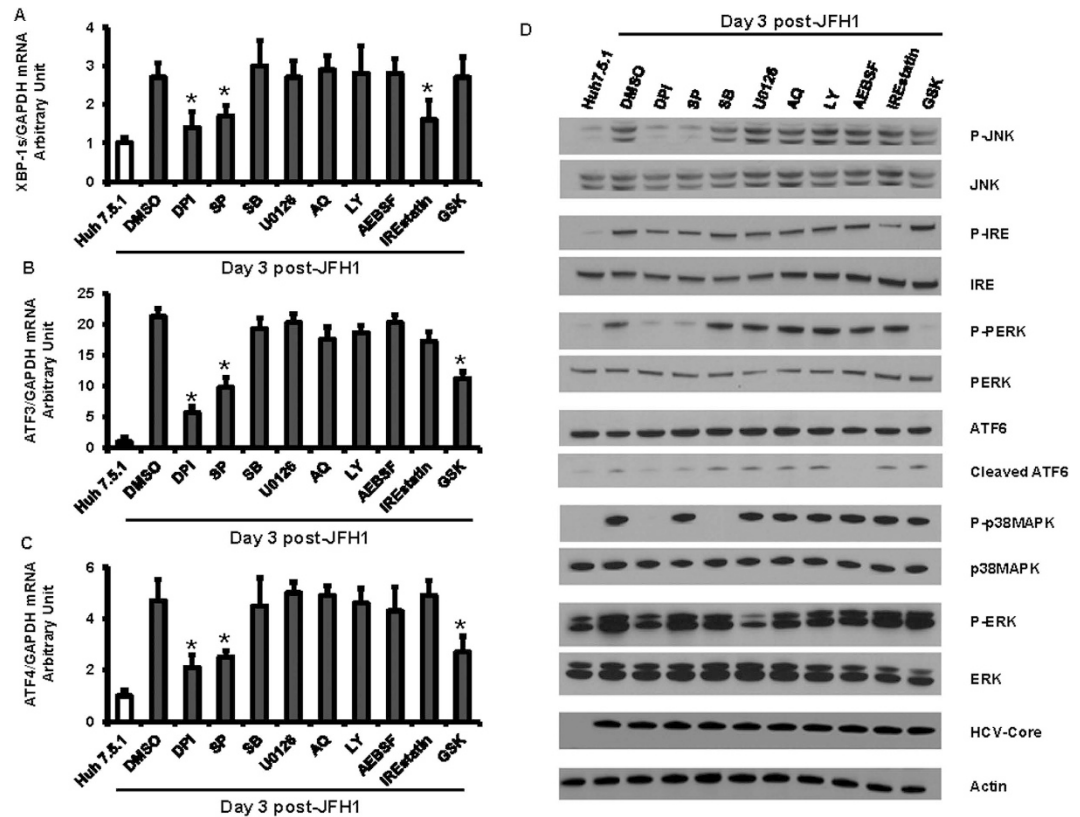 A
XBP-1s/GAPDH mRNA
Arbitrary Unit
4
3
2
1
0
Huh 7.5.1
DMSO
DPI
SP
SB
U0126
AQ
LY
AEBSF
IREstatin
GSK
* * *
Day 3 post-JFH1
B
ATF3/GAPDH mRNA
Arbitrary Unit
25
20
15
10
5
0
Huh 7.5.1
DMSO
DPI
SP
SB
U0126
AQ
LY
AEBSF
IREstatin
GSK
* * *
Day 3 post-JFH1
C
ATF4/GAPDH mRNA
Arbitrary Unit
6
4
2
0
Huh 7.5.1
DMSO
DPI
SP
SB
U0126
AQ
LY
AEBSF
IREstatin
GSK
* * *
Day 3 post-JFH1
D
Day 3 post-JFH1
Huh7.5.1
DMSO
DPI
SP
SB
U0126
AQ
LY
AEBSF
IREstatin
GSK
P-JNK
JNK
P-IRE
IRE
P-PERK
PERK
ATF6
Cleaved ATF6
P-p38MAPK
p38MAPK
P-ERK
ERK
HCV-Core
Actin